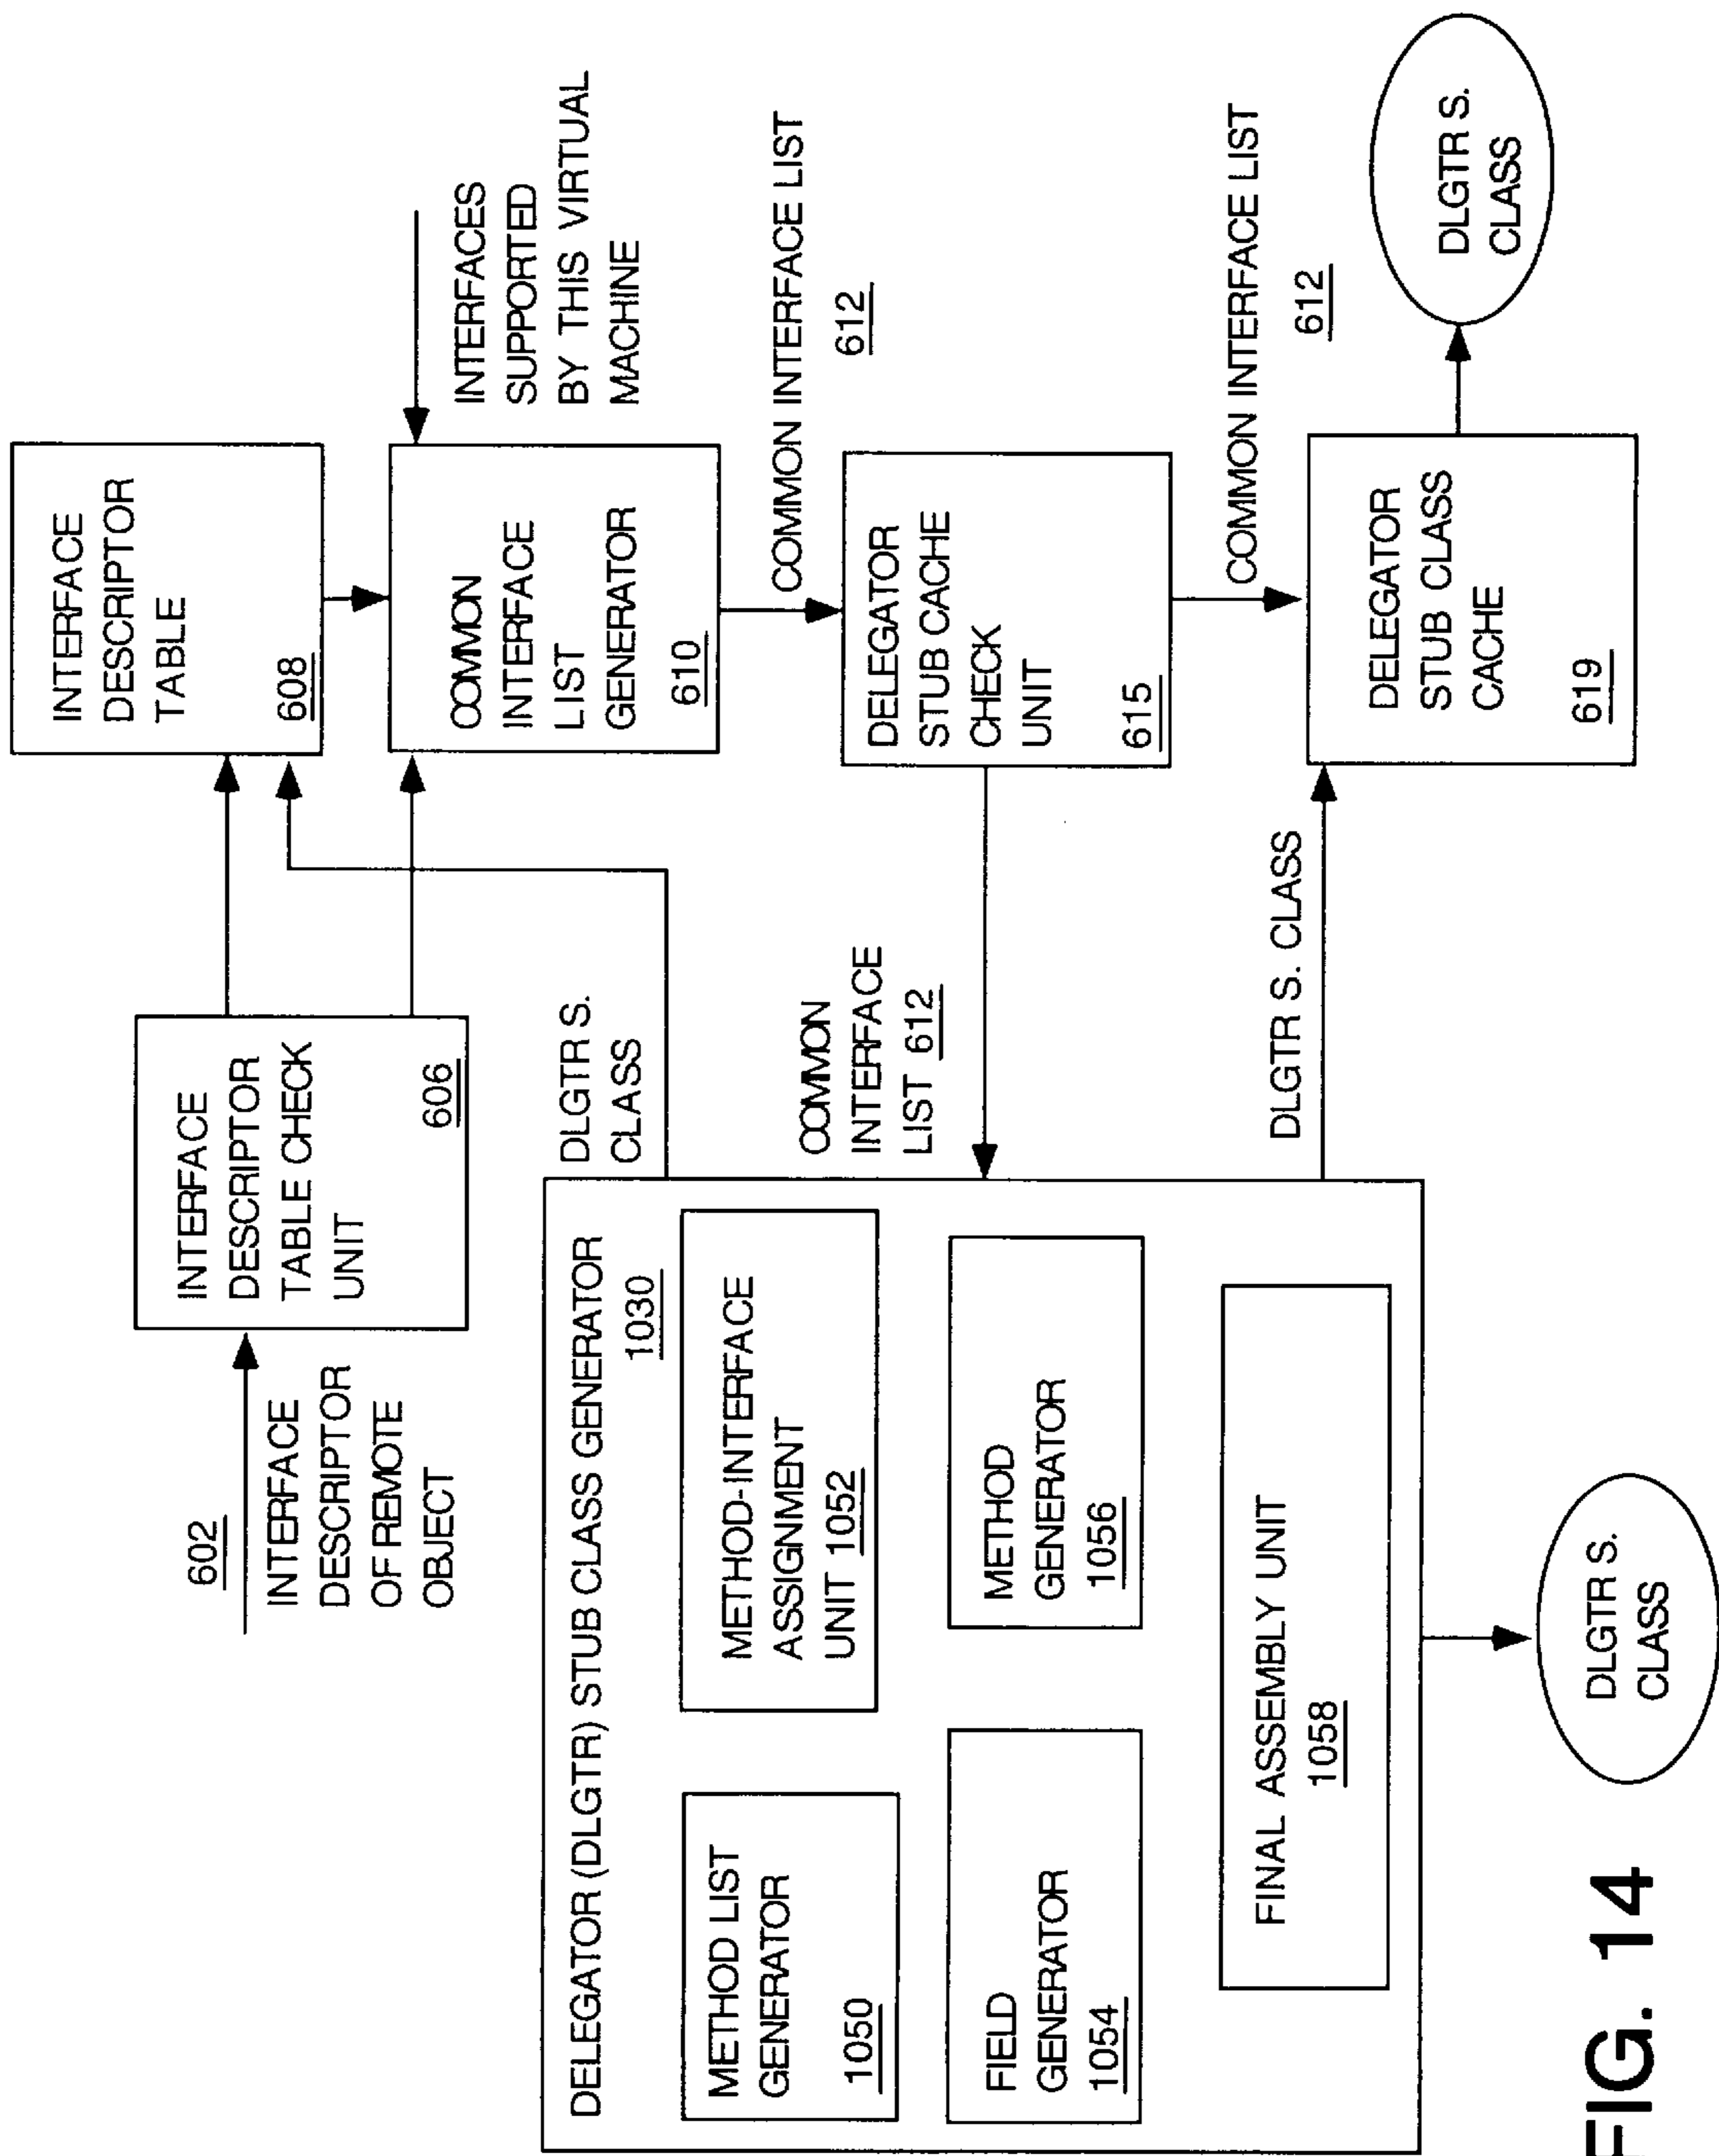 602
INTERFACE
DESCRIPTOR
OF REMOTE
OBJECT
INTERFACE
DESCRIPTOR
TABLE CHECK
UNIT
606
INTERFACE
DESCRIPTOR
TABLE
608
COMMON
INTERFACE
LIST
GENERATOR
610
INTERFACES
SUPPORTED
BY THIS VIRTUAL
MACHINE
DELEGATOR (DLGTR) STUB CLASS GENERATOR
1030
METHOD LIST
GENERATOR
1050
METHOD-INTERFACE
ASSIGNMENT
UNIT 1052
FIELD
GENERATOR
1054
METHOD
GENERATOR
1056
FINAL ASSEMBLY UNIT
1058
DLGTR S.
CLASS
COMMON
INTERFACE
LIST 612
DLGTR S. CLASS
COMMON INTERFACE LIST
612
DELEGATOR
STUB CACHE
CHECK
UNIT
615
COMMON INTERFACE LIST
612
DELEGATOR
STUB CLASS
CACHE
619
DLGTR S.
CLASS
DLGTR S.
CLASS
FIG. 14